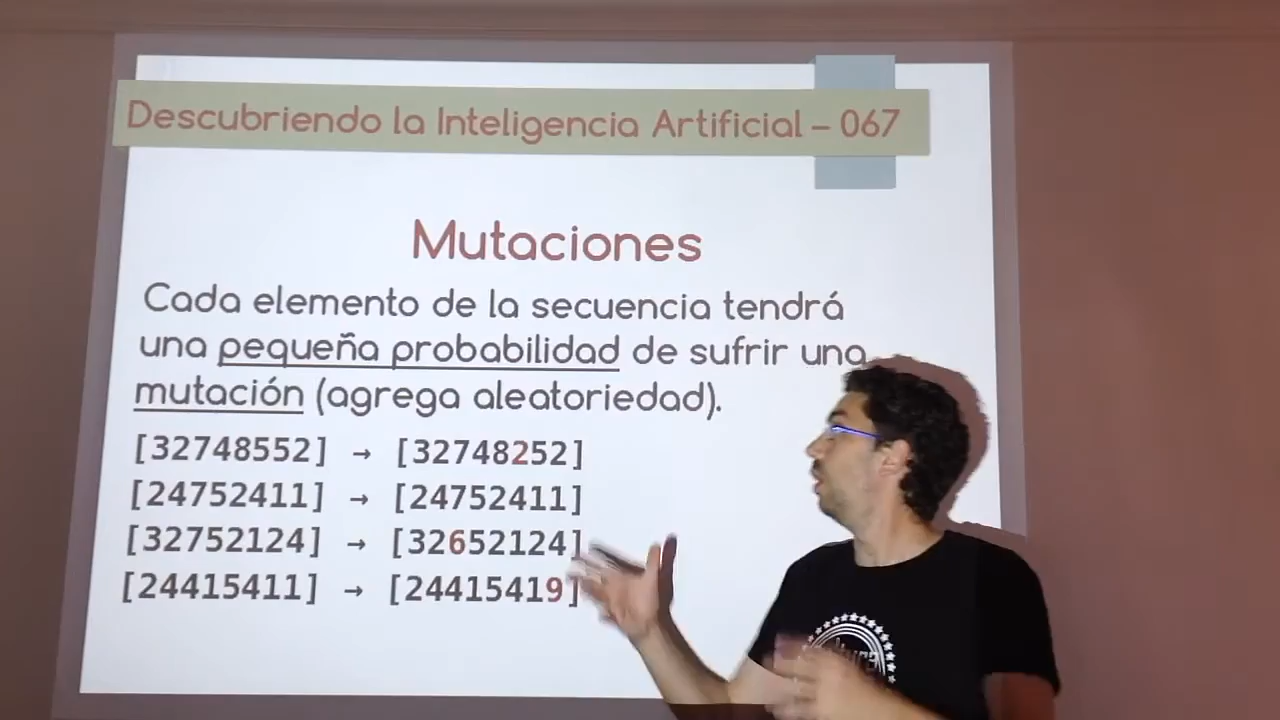 Descubriendo la Inteligencia Artificial – 067
Mutaciones
Cada elemento de la secuencia tendrá
una pequeña probabilidad de sufrir una
mutación (agrega aleatoriedad).
[32748552] → [32748252]
[24752411] → [24752411]
[32752124] → [32652124]
[24415411] → [24415419]